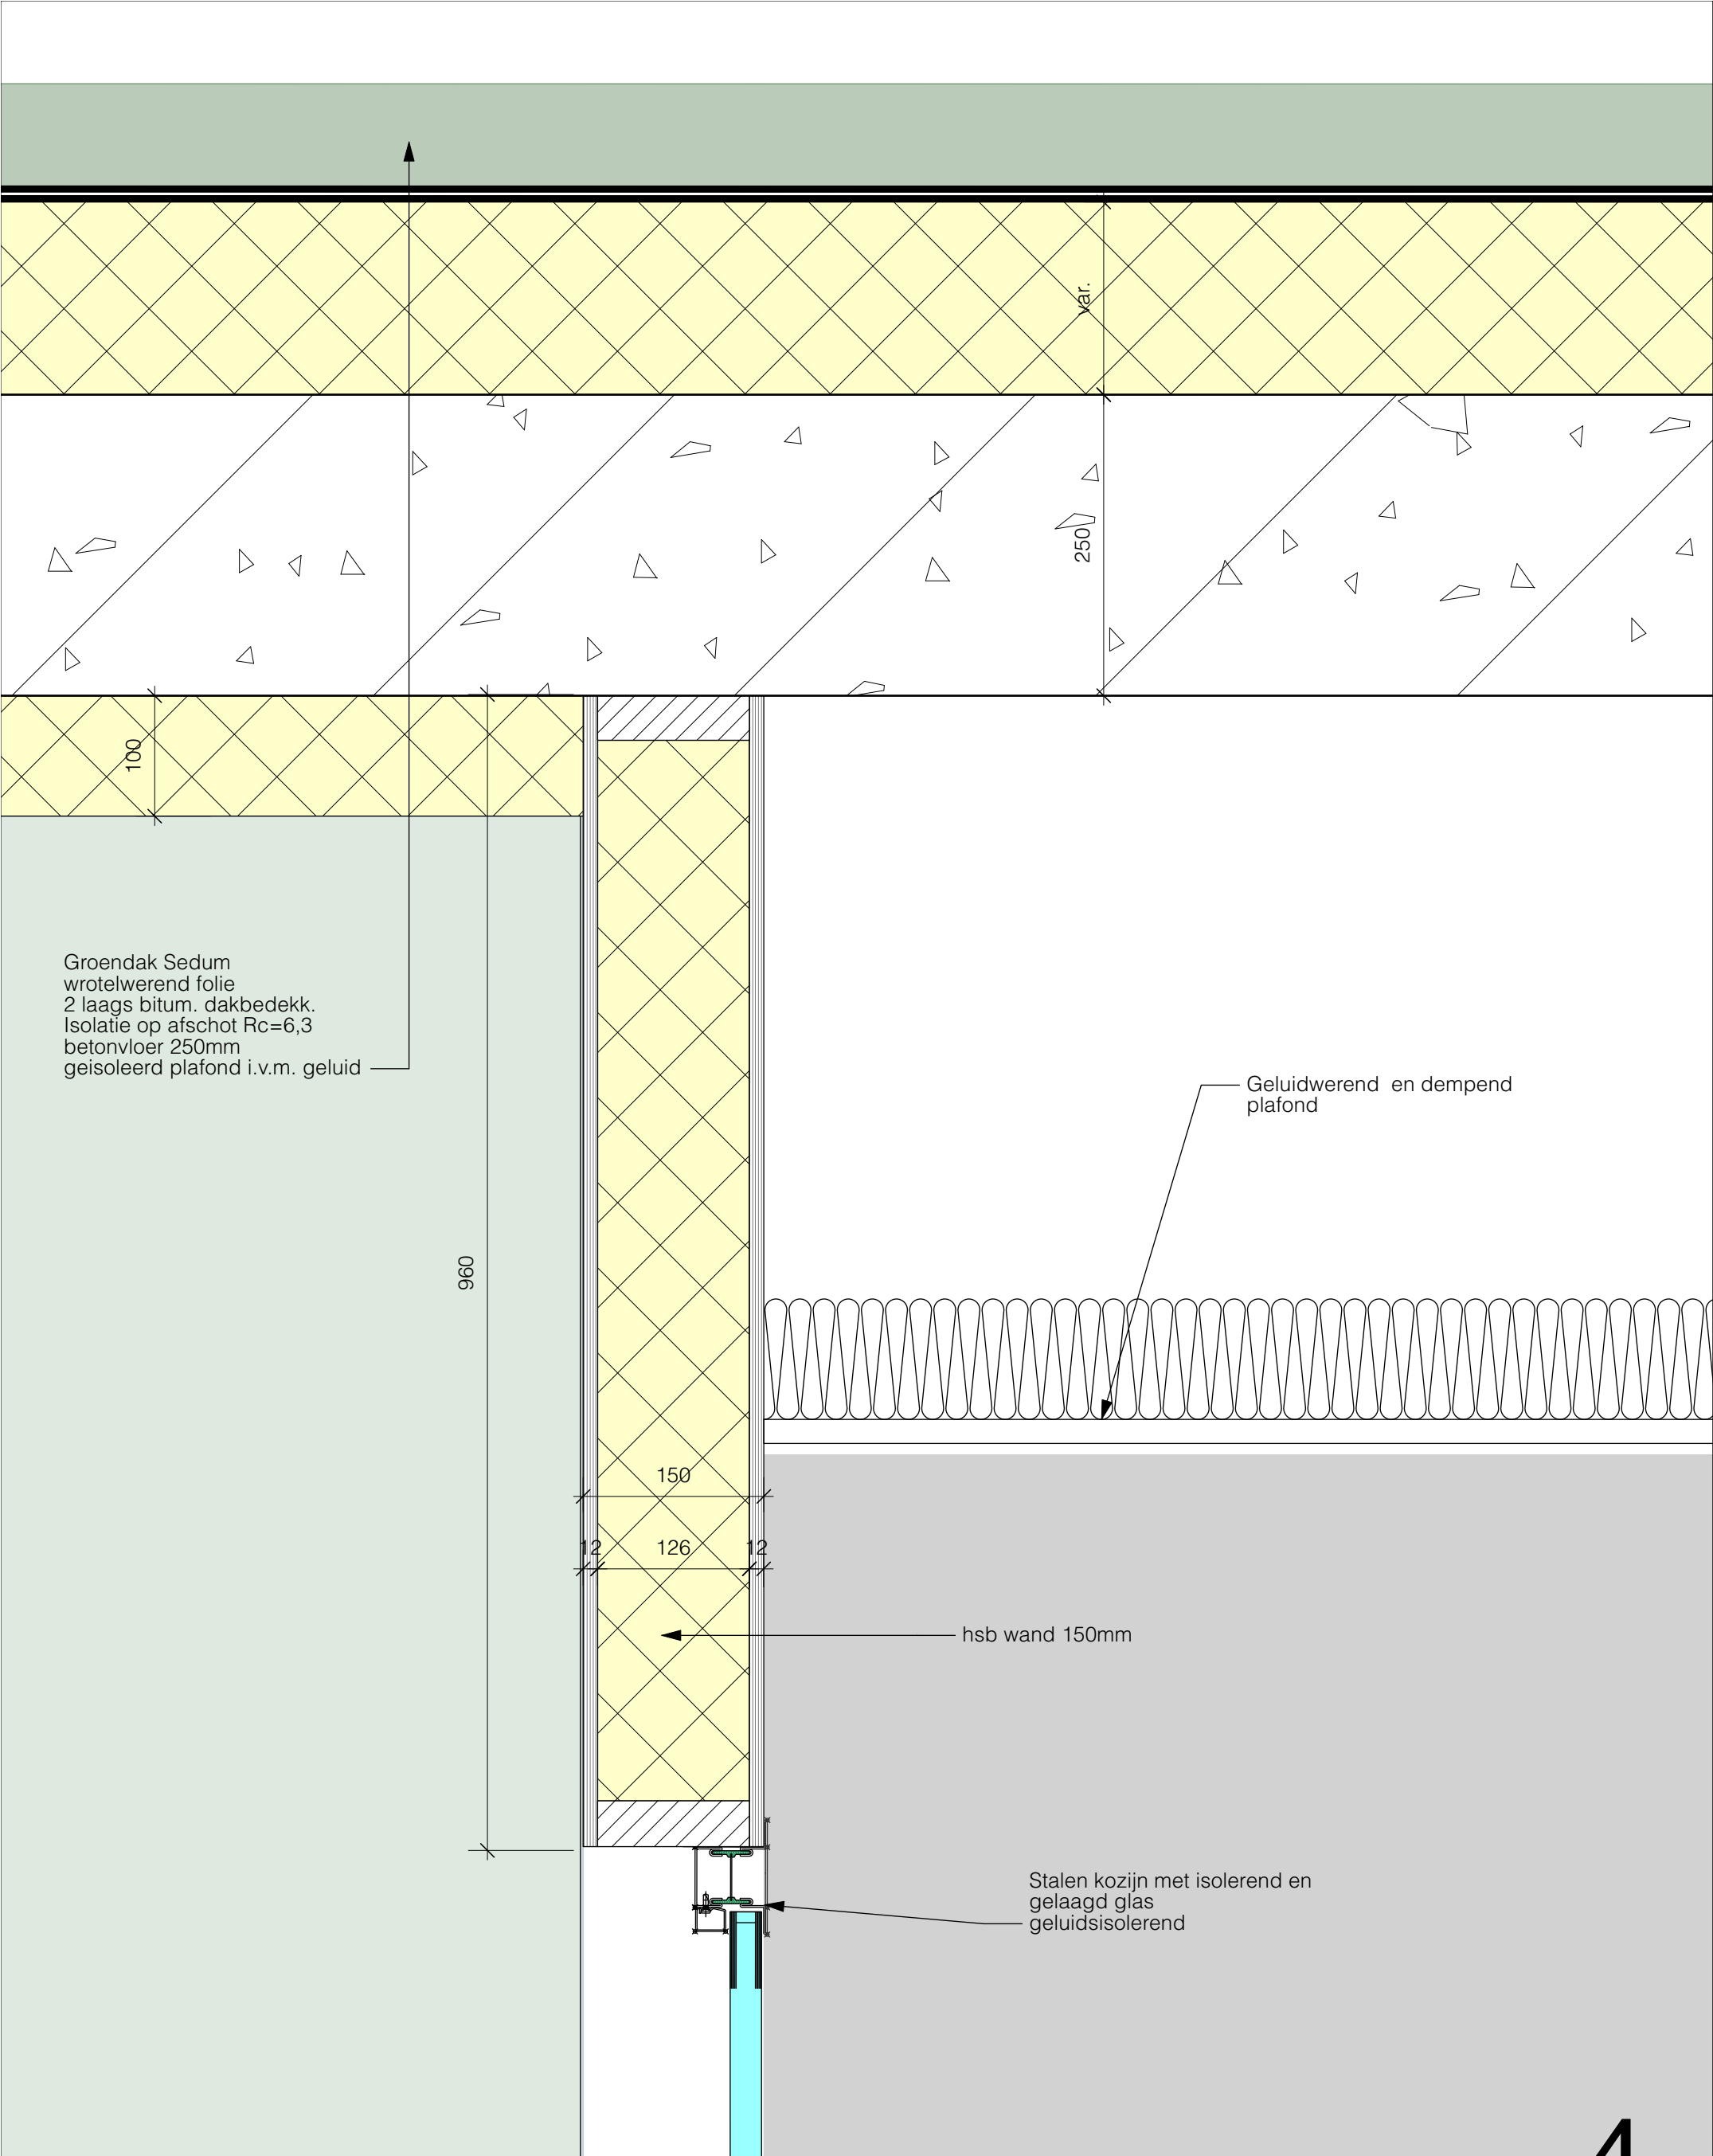 var.
250
100
Groendak Sedum
wrotelwerend folie
2 laags bitum. dakbedekk.
Isolatie op afschot Rc=6,3
betonvloer 250mm
geisoleerd plafond i.v.m. geluid
Geluidwerend  en dempend
plafond
960
150
12 126 12
hsb wand 150mm
Stalen kozijn met isolerend en
gelaagd glas
geluidsisolerend
4